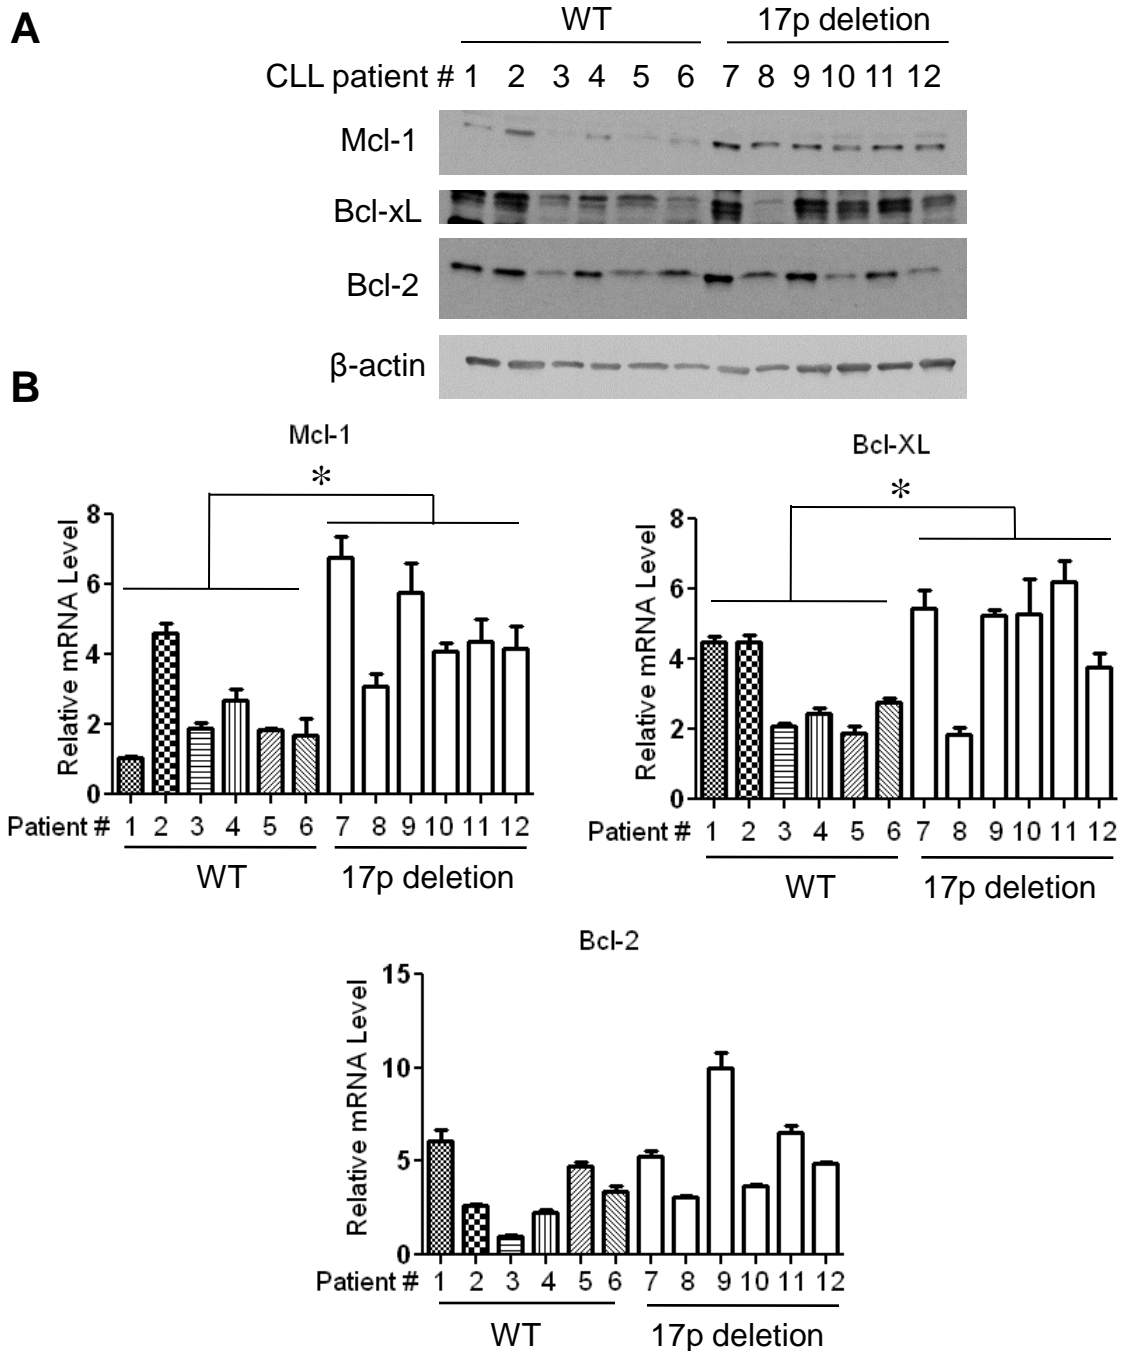 A
WT 17p deletion
CLL patient # 1 2 3 4 5 6 7 8 9 10 11 12
Mcl-1
Bcl-xL
Bcl-2
β-actin
B
Mcl-1
*
Relative mRNA Level
8
6
4
2
0
Patient # 1 2 3 4 5 6 7 8 9 10 11 12
WT 17p deletion
Bcl-XL
*
Relative mRNA Level
8
6
4
2
0
Patient # 1 2 3 4 5 6 7 8 9 10 11 12
WT 17p deletion
Bcl-2
Relative mRNA Level
15
10
5
0
Patient # 1 2 3 4 5 6 7 8 9 10 11 12
WT 17p deletion